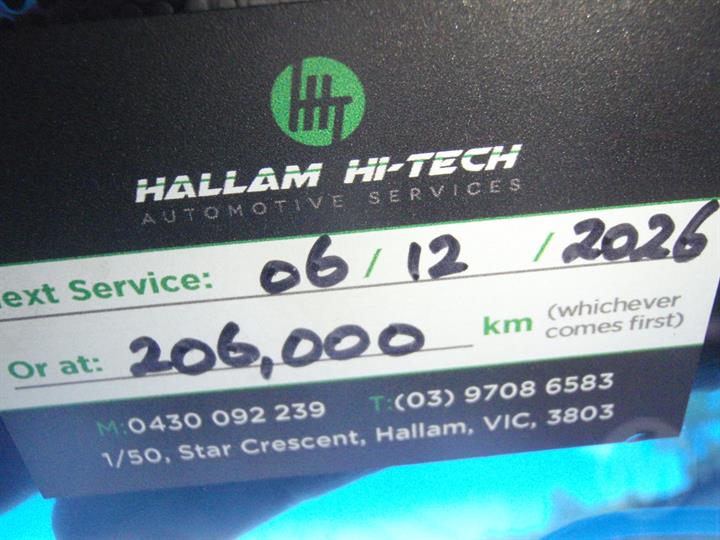 HHT
HALLAM HI-TECH
AUTOMOTIVE SERVICES
ext Service: 06 / 12 / 2026
Or at: 206,000 km (whichever
comes first)
M:0430 092 239 T:(03) 9708 6583
1/50, Star Crescent, Hallam, VIC, 3803